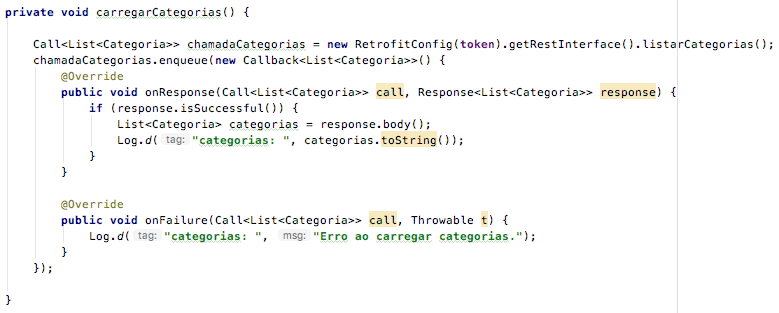 private void carregarCategorias() {
Call<List<Categoria>> chamadaCategorias = new RetrofitConfig(token).getRestInterface().listarCategorias();
chamadaCategorias.enqueue(new Callback<List<Categoria>>() {
@Override
public void onResponse(Call<List<Categoria>> call, Response<List<Categoria>> response) {
if (response.isSuccessful()) {
List<Categoria> categorias = response.body();
Log.d( tag: "categorias: ", categorias.toString());
}
}
@Override
public void onFailure(Call<List<Categoria>> call, Throwable t) {
Log.d( tag: "categorias: ", msg: "Erro ao carregar categorias.");
}
});
}